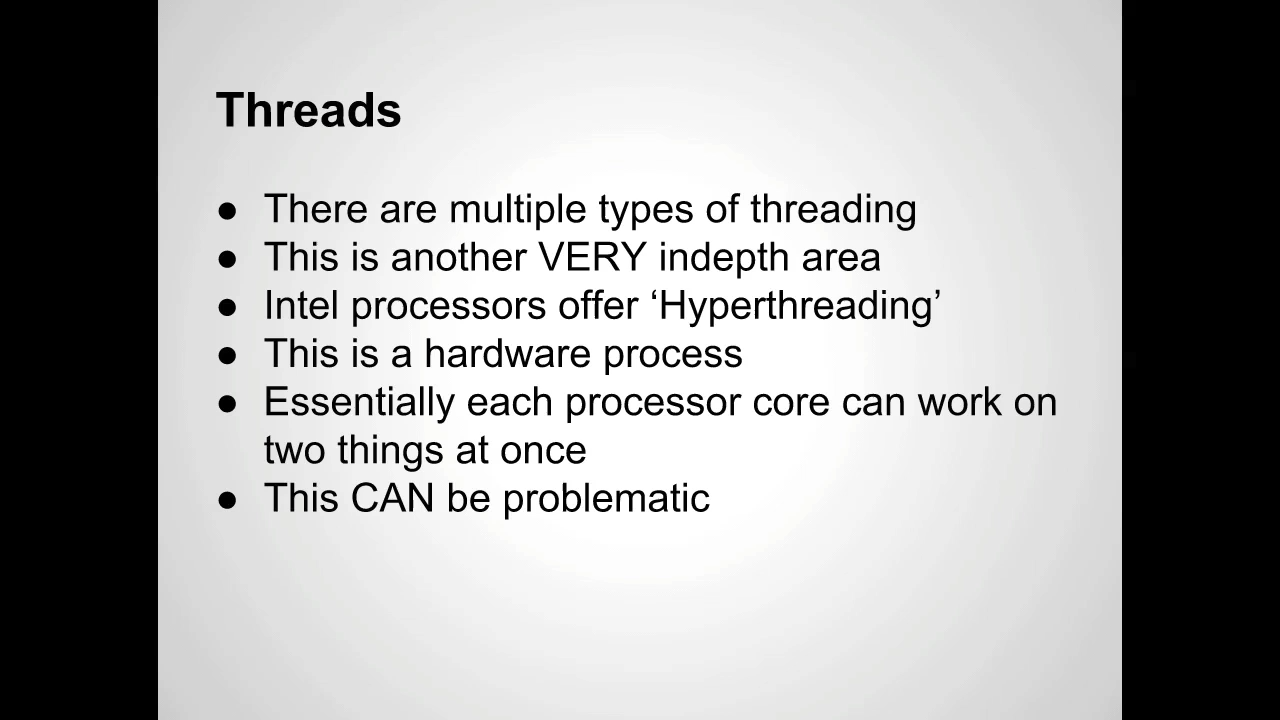 Threads
● There are multiple types of threading
● This is another VERY indepth area
● Intel processors offer ‘Hyperthreading’
● This is a hardware process
● Essentially each processor core can work on
two things at once
● This CAN be problematic